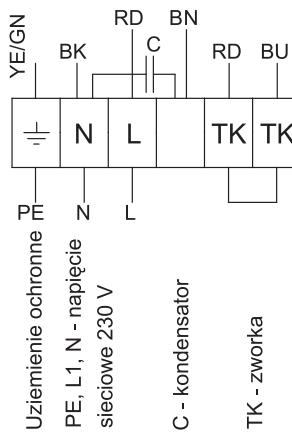 YE/GN
BK
RD
C
BN
RD
BU
N
L
TK
TK
PE
N
L
Uziemienie ochronne
PE, L1, N - napięcie
sieciowe 230 V
C - kondensator
TK - zworka